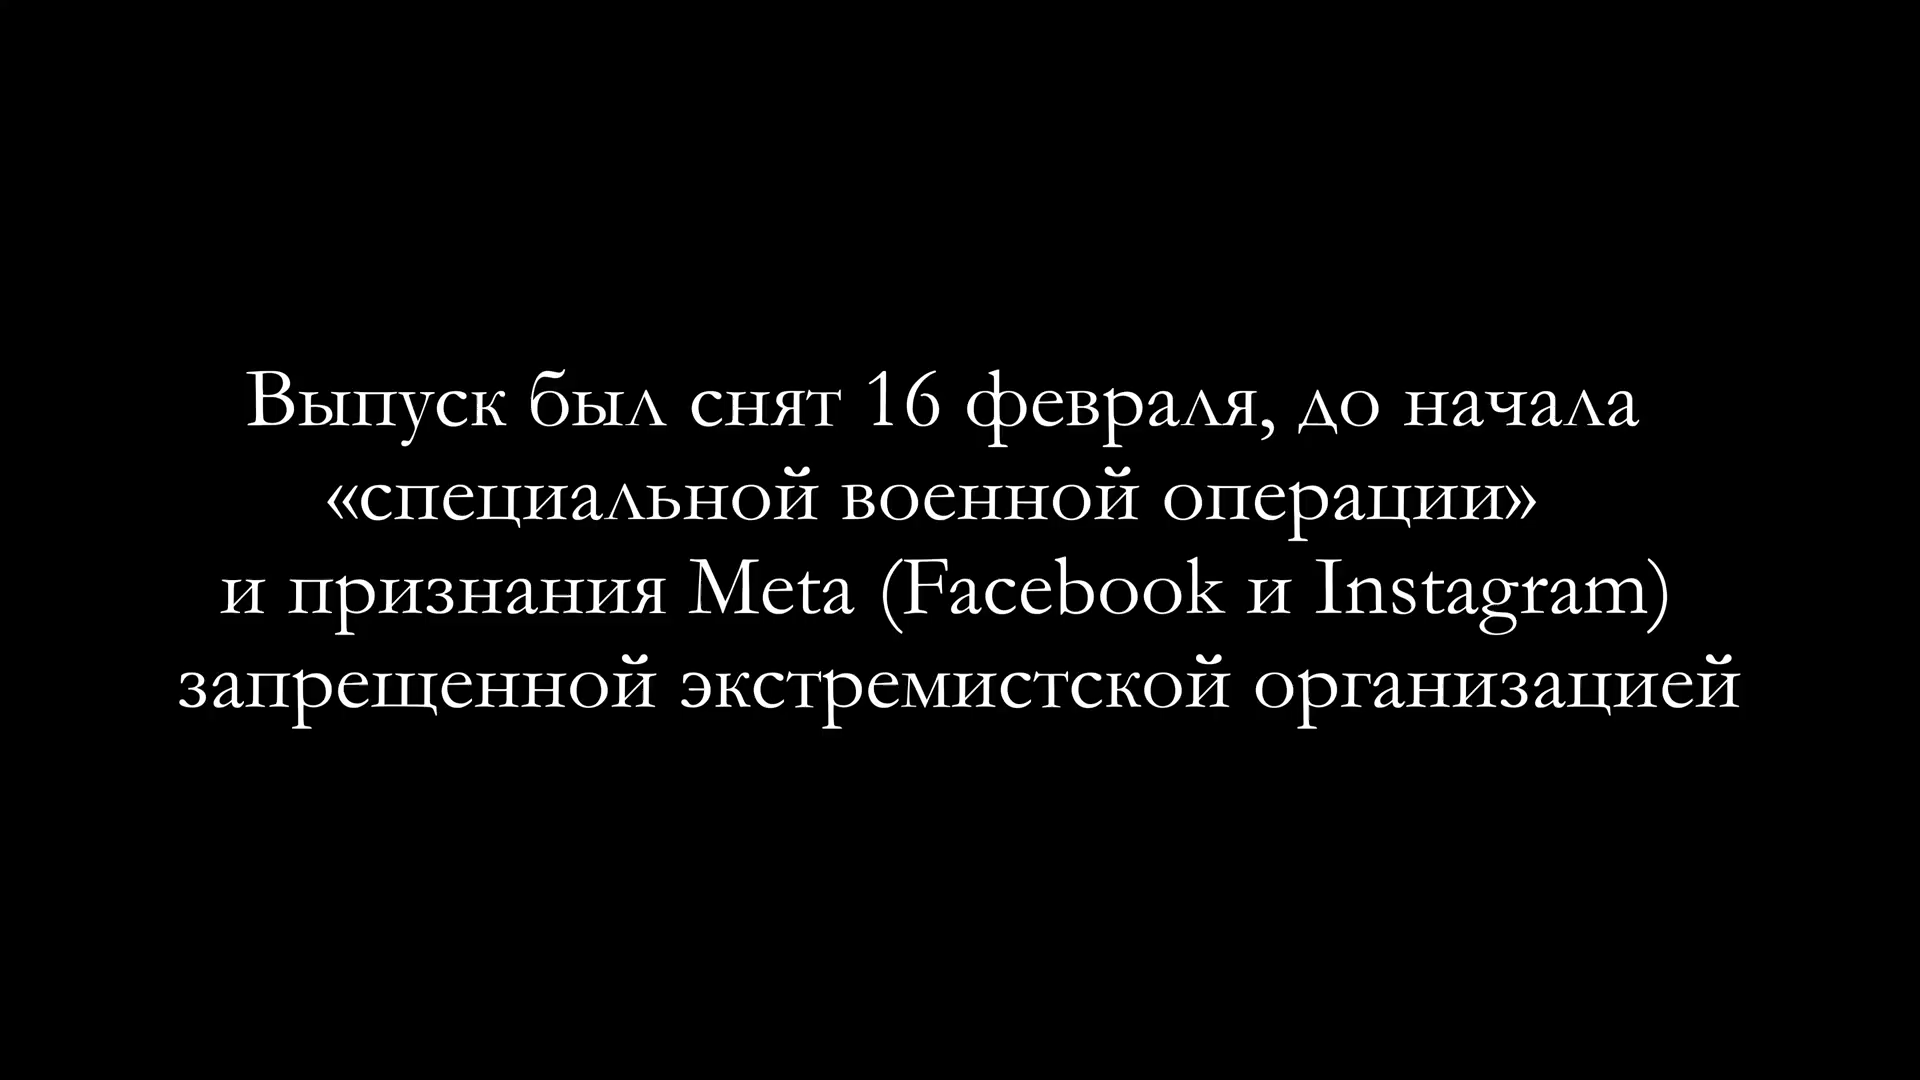 Выпуск был снят 16 февраля, до начала
«специальной военной операции»
и признания Meta (Facebook и Instagram)
запрещенной экстремистской организацией